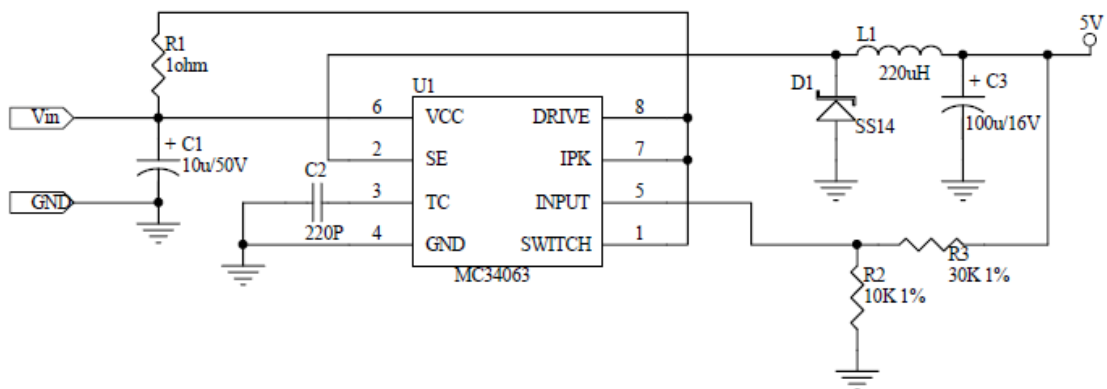 R1
1ohm
Vin
+ C1
10u/50V
GND
C2
220P
U1
6 VCC DRIVE 8
2 SE IPK 7
3 TC INPUT 5
4 GND SWITCH 1
MC34063
L1
220uH
5V
D1
SS14
+ C3
100u/16V
R3
30K 1%
R2
10K 1%